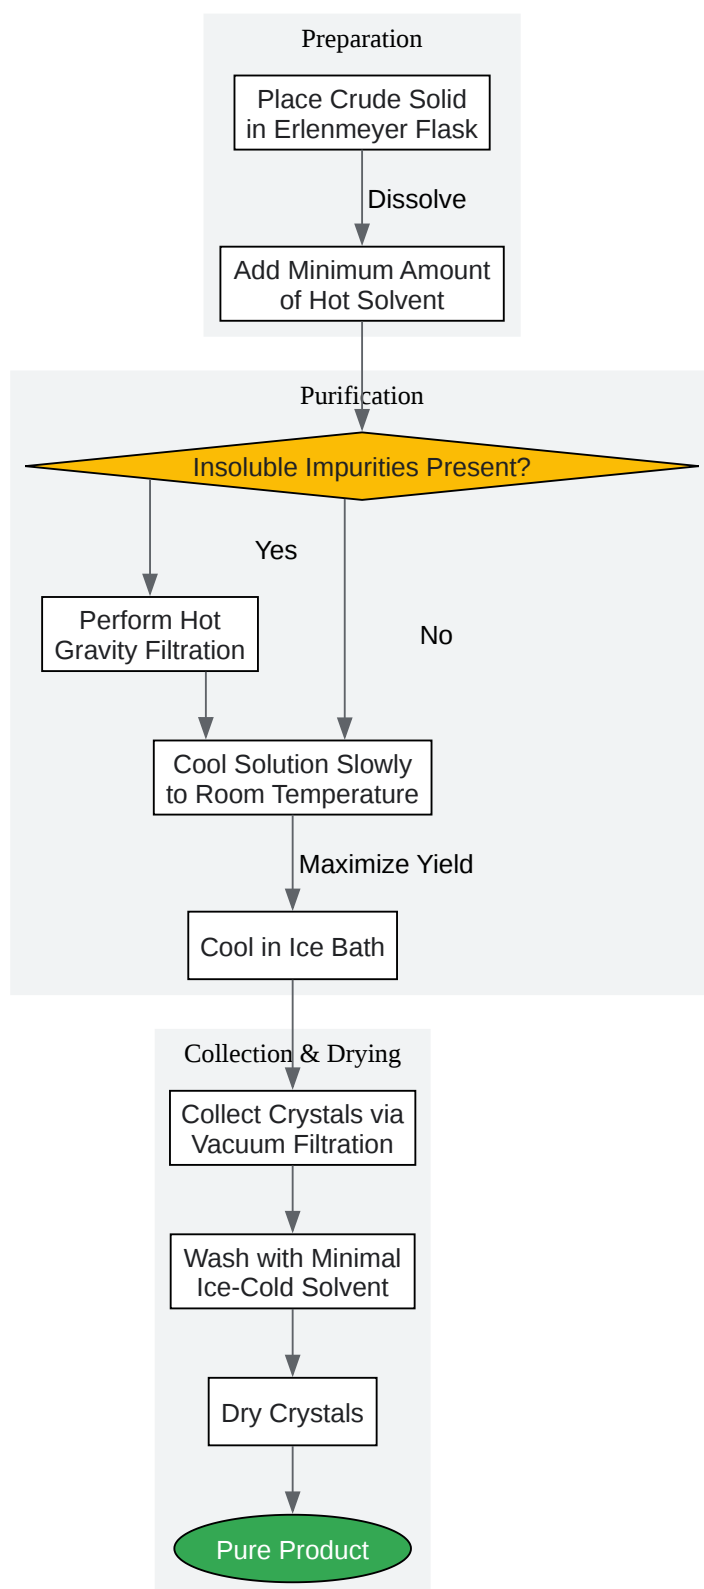 Preparation
Place Crude Solid
in Erlenmeyer Flask
Dissolve
Add Minimum Amount
of Hot Solvent
Purification
Insoluble Impurities Present?
Yes
Perform Hot
Gravity Filtration
No
Cool Solution Slowly
to Room Temperature
Maximize Yield
Cool in Ice Bath
Collection & Drying
Collect Crystals via
Vacuum Filtration
Wash with Minimal
Ice-Cold Solvent
Dry Crystals
Pure Product